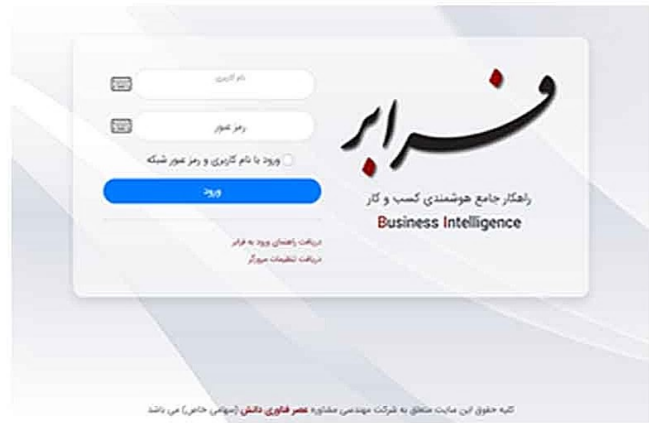 فرابر
راهکار جامع هوشمندی کسب و کار
Business Intelligence
نام کاربری
رمز عبور
ورود با نام کاربری و رمز عبور شبکه
ورود
دریافت راهنمای ورود به فرابر
دریافت تنظیمات مرورگر
کلیه حقوق این سایت متعلق به شرکت مهندسی مشاوره عصر فناوری دانش (سهامی خاص) می باشد